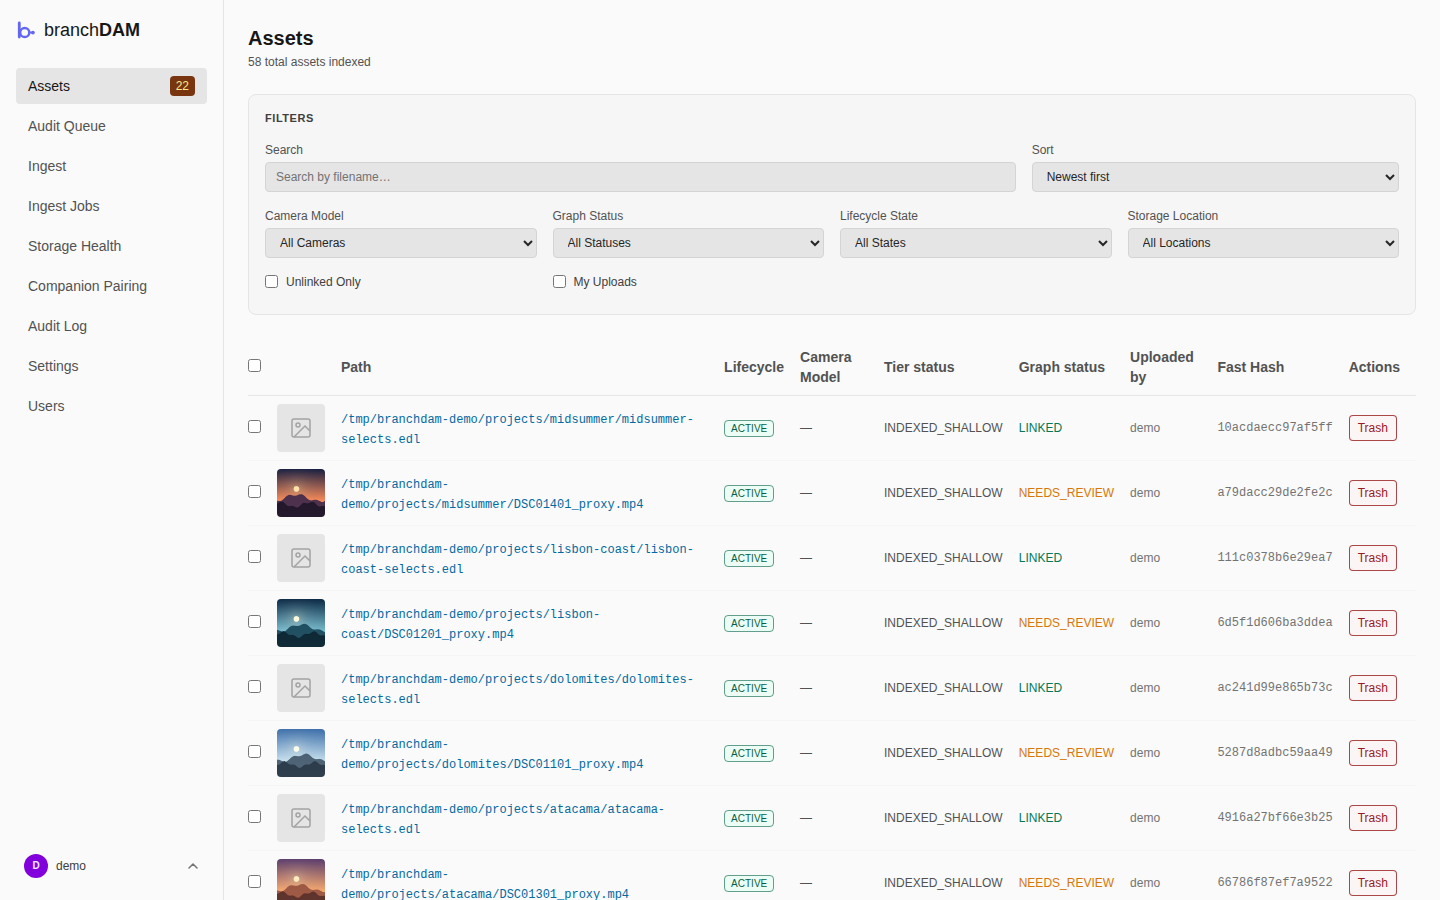 branchDAM
Assets 22
Audit Queue
Ingest
Ingest Jobs
Storage Health
Companion Pairing
Audit Log
Settings
Users
D demo
Assets
58 total assets indexed
FILTERS
Search Sort
Search by filename… Newest first
Camera Model Graph Status Lifecycle State Storage Location
All Cameras All Statuses All States All Locations
Unlinked Only My Uploads
Path Lifecycle Camera Model Tier status Graph status Uploaded by Fast Hash Actions
/tmp/branchdam-demo/projects/midsummer/midsummer-
selects.edl ACTIVE — INDEXED_SHALLOW LINKED demo 10acdaecc97af5ff Trash
/tmp/branchdam-
demo/projects/midsummer/DSC01401_proxy.mp4 ACTIVE — INDEXED_SHALLOW NEEDS_REVIEW demo a79dacc29de2fe2c Trash
/tmp/branchdam-demo/projects/lisbon-coast/lisbon-
coast-selects.edl ACTIVE — INDEXED_SHALLOW LINKED demo 111c0378b6e29ea7 Trash
/tmp/branchdam-demo/projects/lisbon-
coast/DSC01201_proxy.mp4 ACTIVE — INDEXED_SHALLOW NEEDS_REVIEW demo 6d5f1d606ba3ddea Trash
/tmp/branchdam-demo/projects/dolomites/dolomites-
selects.edl ACTIVE — INDEXED_SHALLOW LINKED demo ac241d99e865b73c Trash
/tmp/branchdam-
demo/projects/dolomites/DSC01101_proxy.mp4 ACTIVE — INDEXED_SHALLOW NEEDS_REVIEW demo 5287d8adbc59aa49 Trash
/tmp/branchdam-demo/projects/atacama/atacama-
selects.edl ACTIVE — INDEXED_SHALLOW LINKED demo 4916a27bf66e3b25 Trash
/tmp/branchdam-
demo/projects/atacama/DSC01301_proxy.mp4 ACTIVE — INDEXED_SHALLOW NEEDS_REVIEW demo 66786f87ef7a9522 Trash